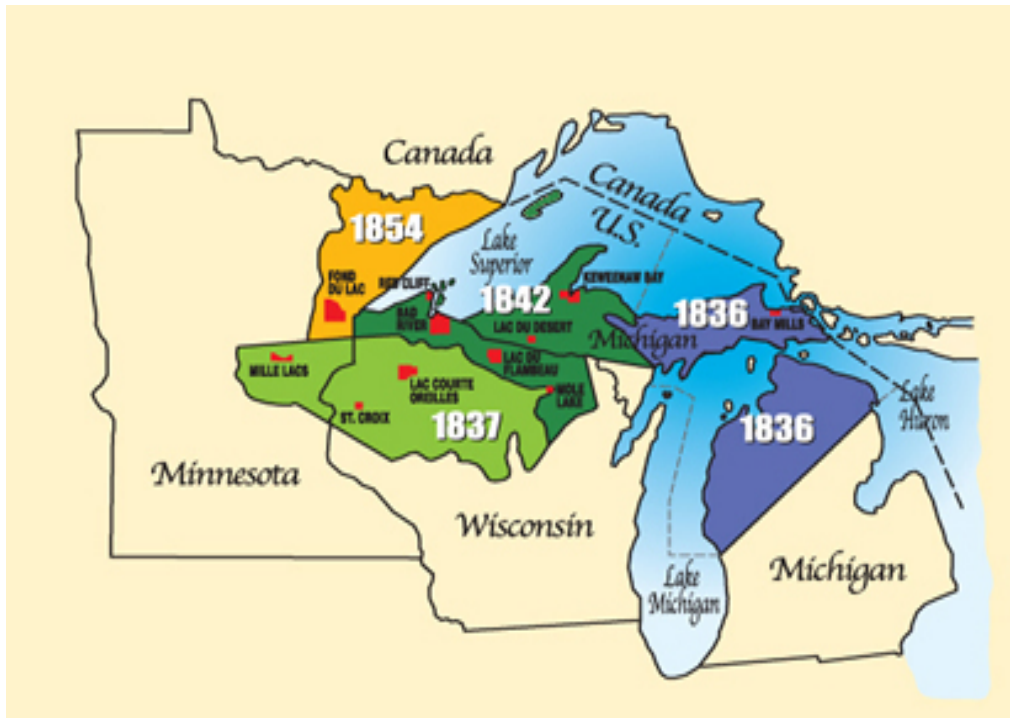 Canada
Canada
U.S.
1854
Lake
Superior
FOND
DU LAC
RED CLIFF
1842
KEWEENAW BAY
BAD
RIVER
LAC DU DESERT
Michigan
1836
BAY MILLS
MILLE LACS
LAC DU
FLAMBEAU
LAC COURTE
OREILLES
MOLE
LAKE
ST. CROIX
1837
1836
Lake
Huron
Minnesota
Wisconsin
Lake
Michigan
Michigan